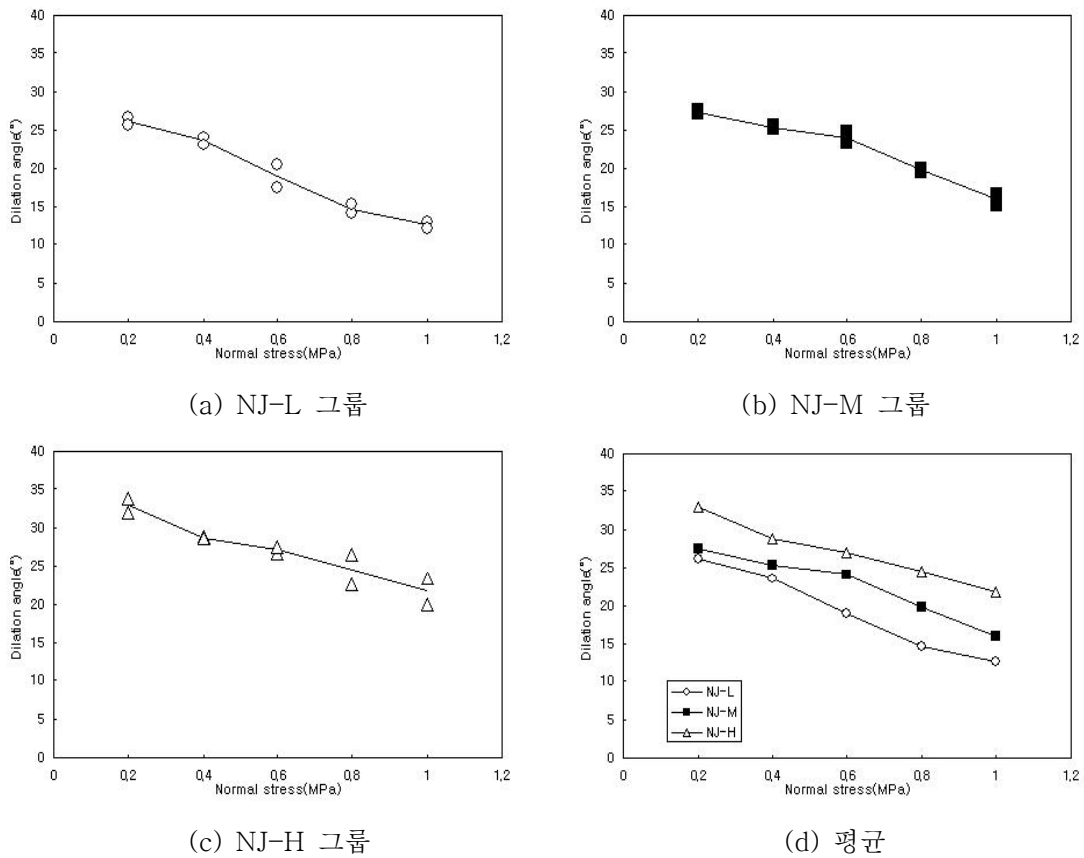 40
35
30
25
20
15
10
5
0
Dilation angle(°)
0 0,2 0,4 0,6 0,8 1 1,2
Normal stress(MPa)
(a) NJ-L 그룹
40
35
30
25
20
15
10
5
0
Dilation angle(°)
0 0,2 0,4 0,6 0,8 1 1,2
Normal stress(MPa)
(b) NJ-M 그룹
40
35
30
25
20
15
10
5
0
Dilation angle(°)
0 0,2 0,4 0,6 0,8 1 1,2
Normal stress(MPa)
(c) NJ-H 그룹
40
35
30
25
20
15
10
5
0
Dilation angle(°)
NJ-L
NJ-M
NJ-H
0 0,2 0,4 0,6 0,8 1 1,2
Normal stress(MPa)
(d) 평균